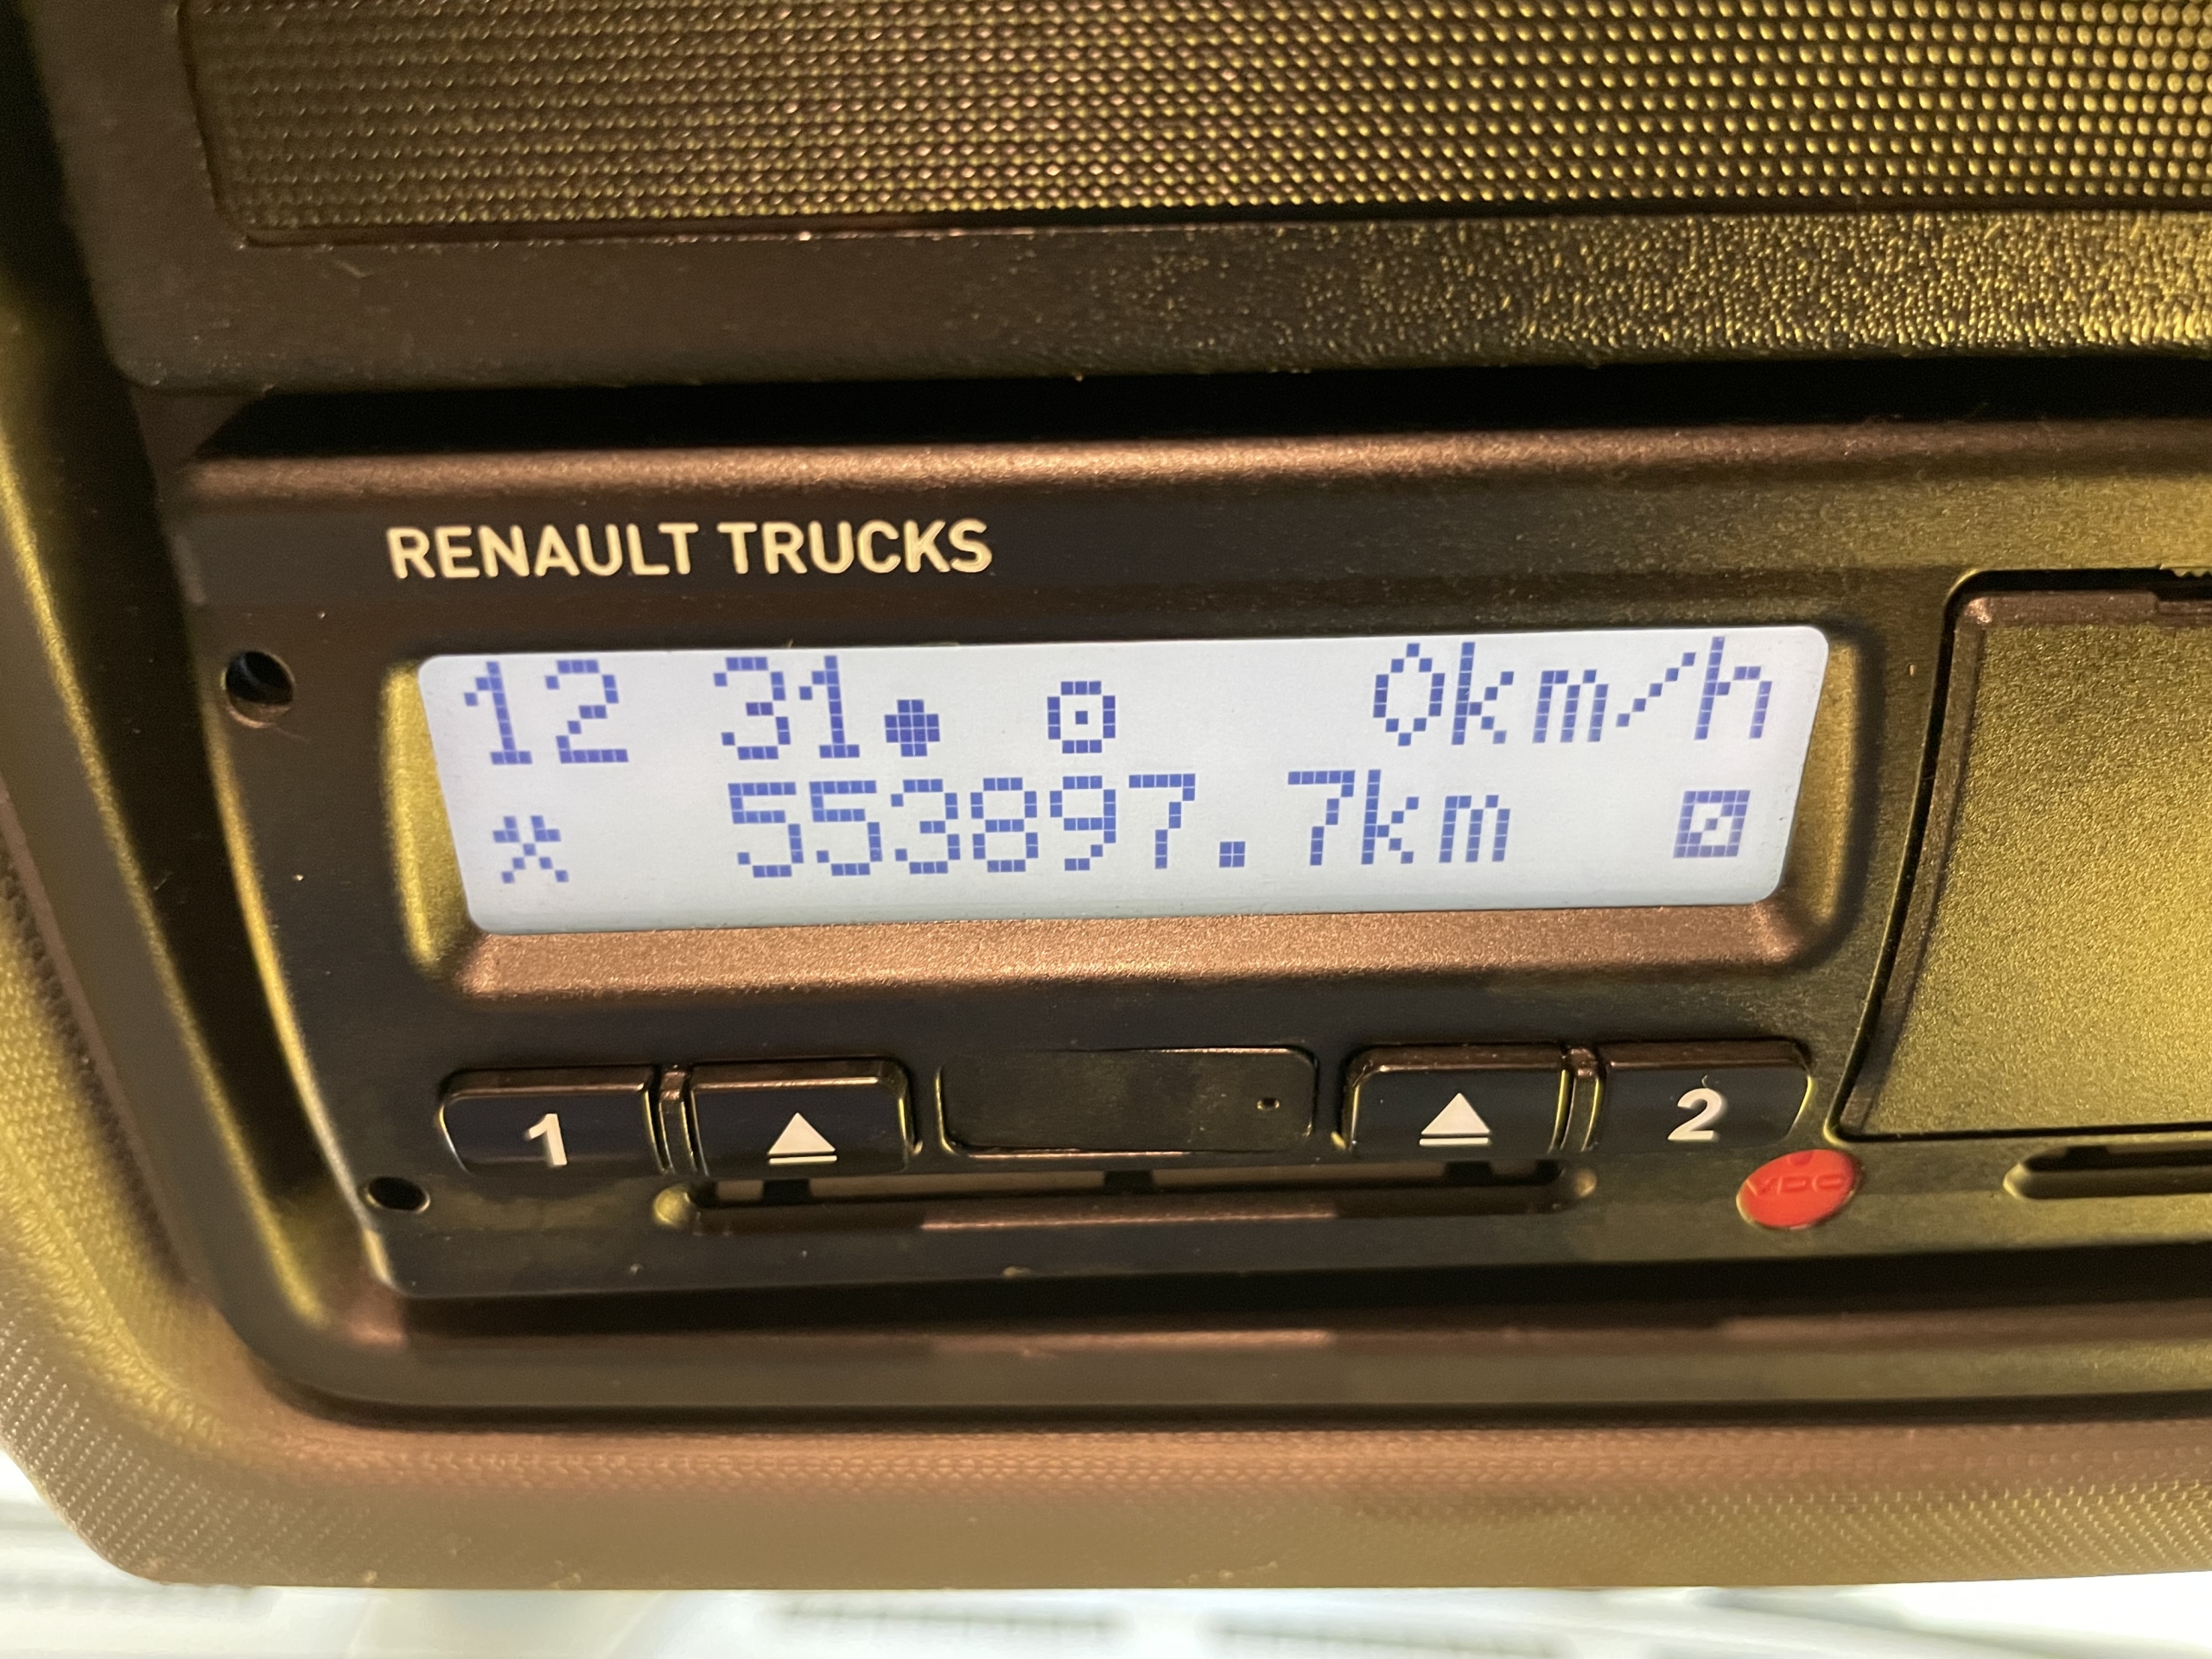 RENAULT TRUCKS
12 31 0km/h
553897.7km
1 2
VDO